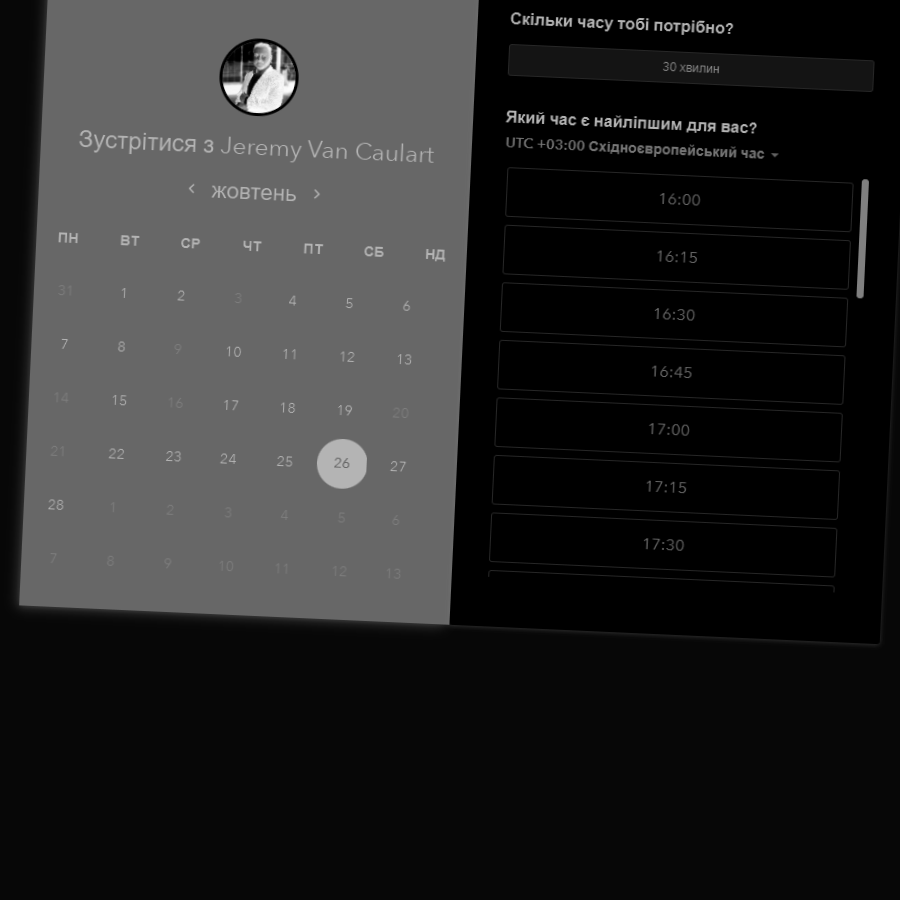 Зустрітися з Jeremy Van Caulart
жовтень
ПН ВТ СР ЧТ ПТ СБ НД
31 1 2 3 4 5 6
7 8 9 10 11 12 13
14 15 16 17 18 19 20
21 22 23 24 25 26 27
28 1 2 3 4 5 6
7 8 9 10 11 12 13
Скільки часу тобі потрібно?
30 хвилин
Який час є найліпшим для вас?
UTC +03:00 Східноєвропейський час
16:00
16:15
16:30
16:45
17:00
17:15
17:30